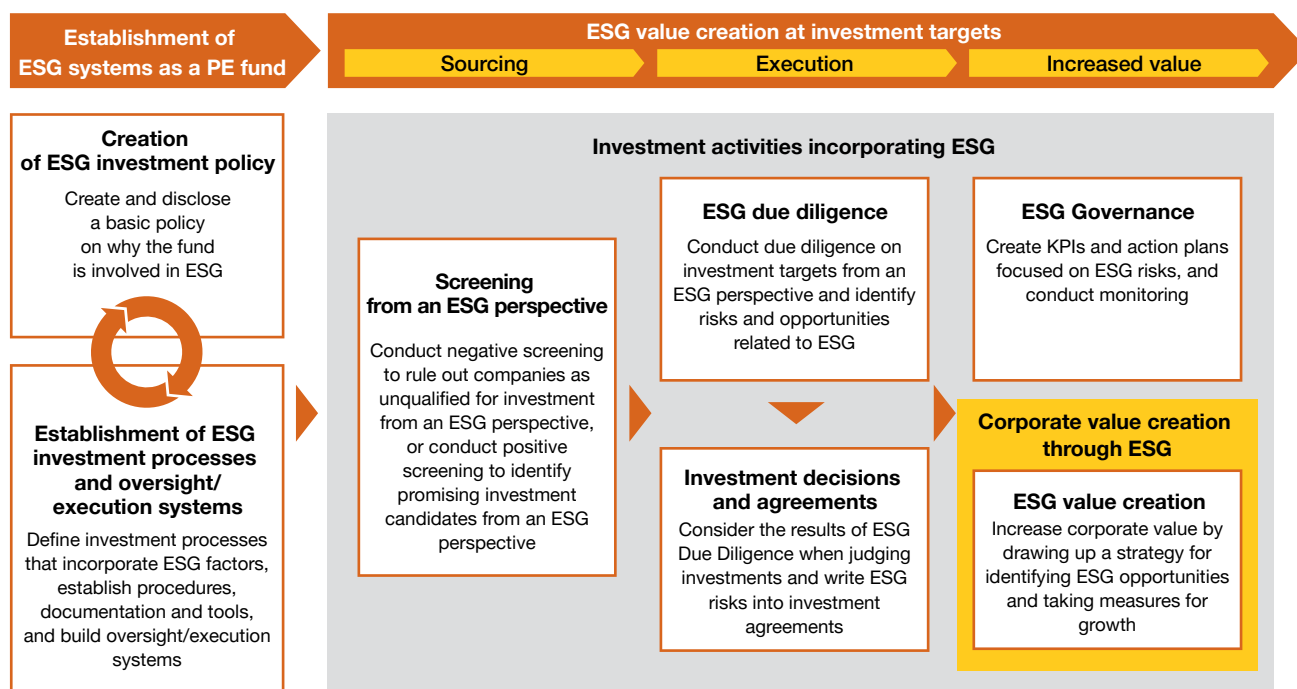 Establishment of
ESG systems as a PE fund
ESG value creation at investment targets
Sourcing
Execution
Increased value
Creation
of ESG investment policy
Create and disclose
a basic policy
on why the fund
is involved in ESG
Establishment of ESG
investment processes
and oversight/
execution systems
Define investment processes
that incorporate ESG factors,
establish procedures,
documentation and tools,
and build oversight/execution
systems
Investment activities incorporating ESG
Screening
from an ESG perspective
Conduct negative screening
to rule out companies as
unqualified for investment
from an ESG perspective,
or conduct positive
screening to identify
promising investment
candidates from an ESG
perspective
ESG due diligence
Conduct due diligence on
investment targets from an
ESG perspective and identify
risks and opportunities
related to ESG
Investment decisions
and agreements
Consider the results of ESG
Due Diligence when judging
investments and write ESG
risks into investment
agreements
ESG Governance
Create KPIs and action plans
focused on ESG risks, and
conduct monitoring
Corporate value creation
through ESG
ESG value creation
Increase corporate value by
drawing up a strategy for
identifying ESG opportunities
and taking measures for
growth